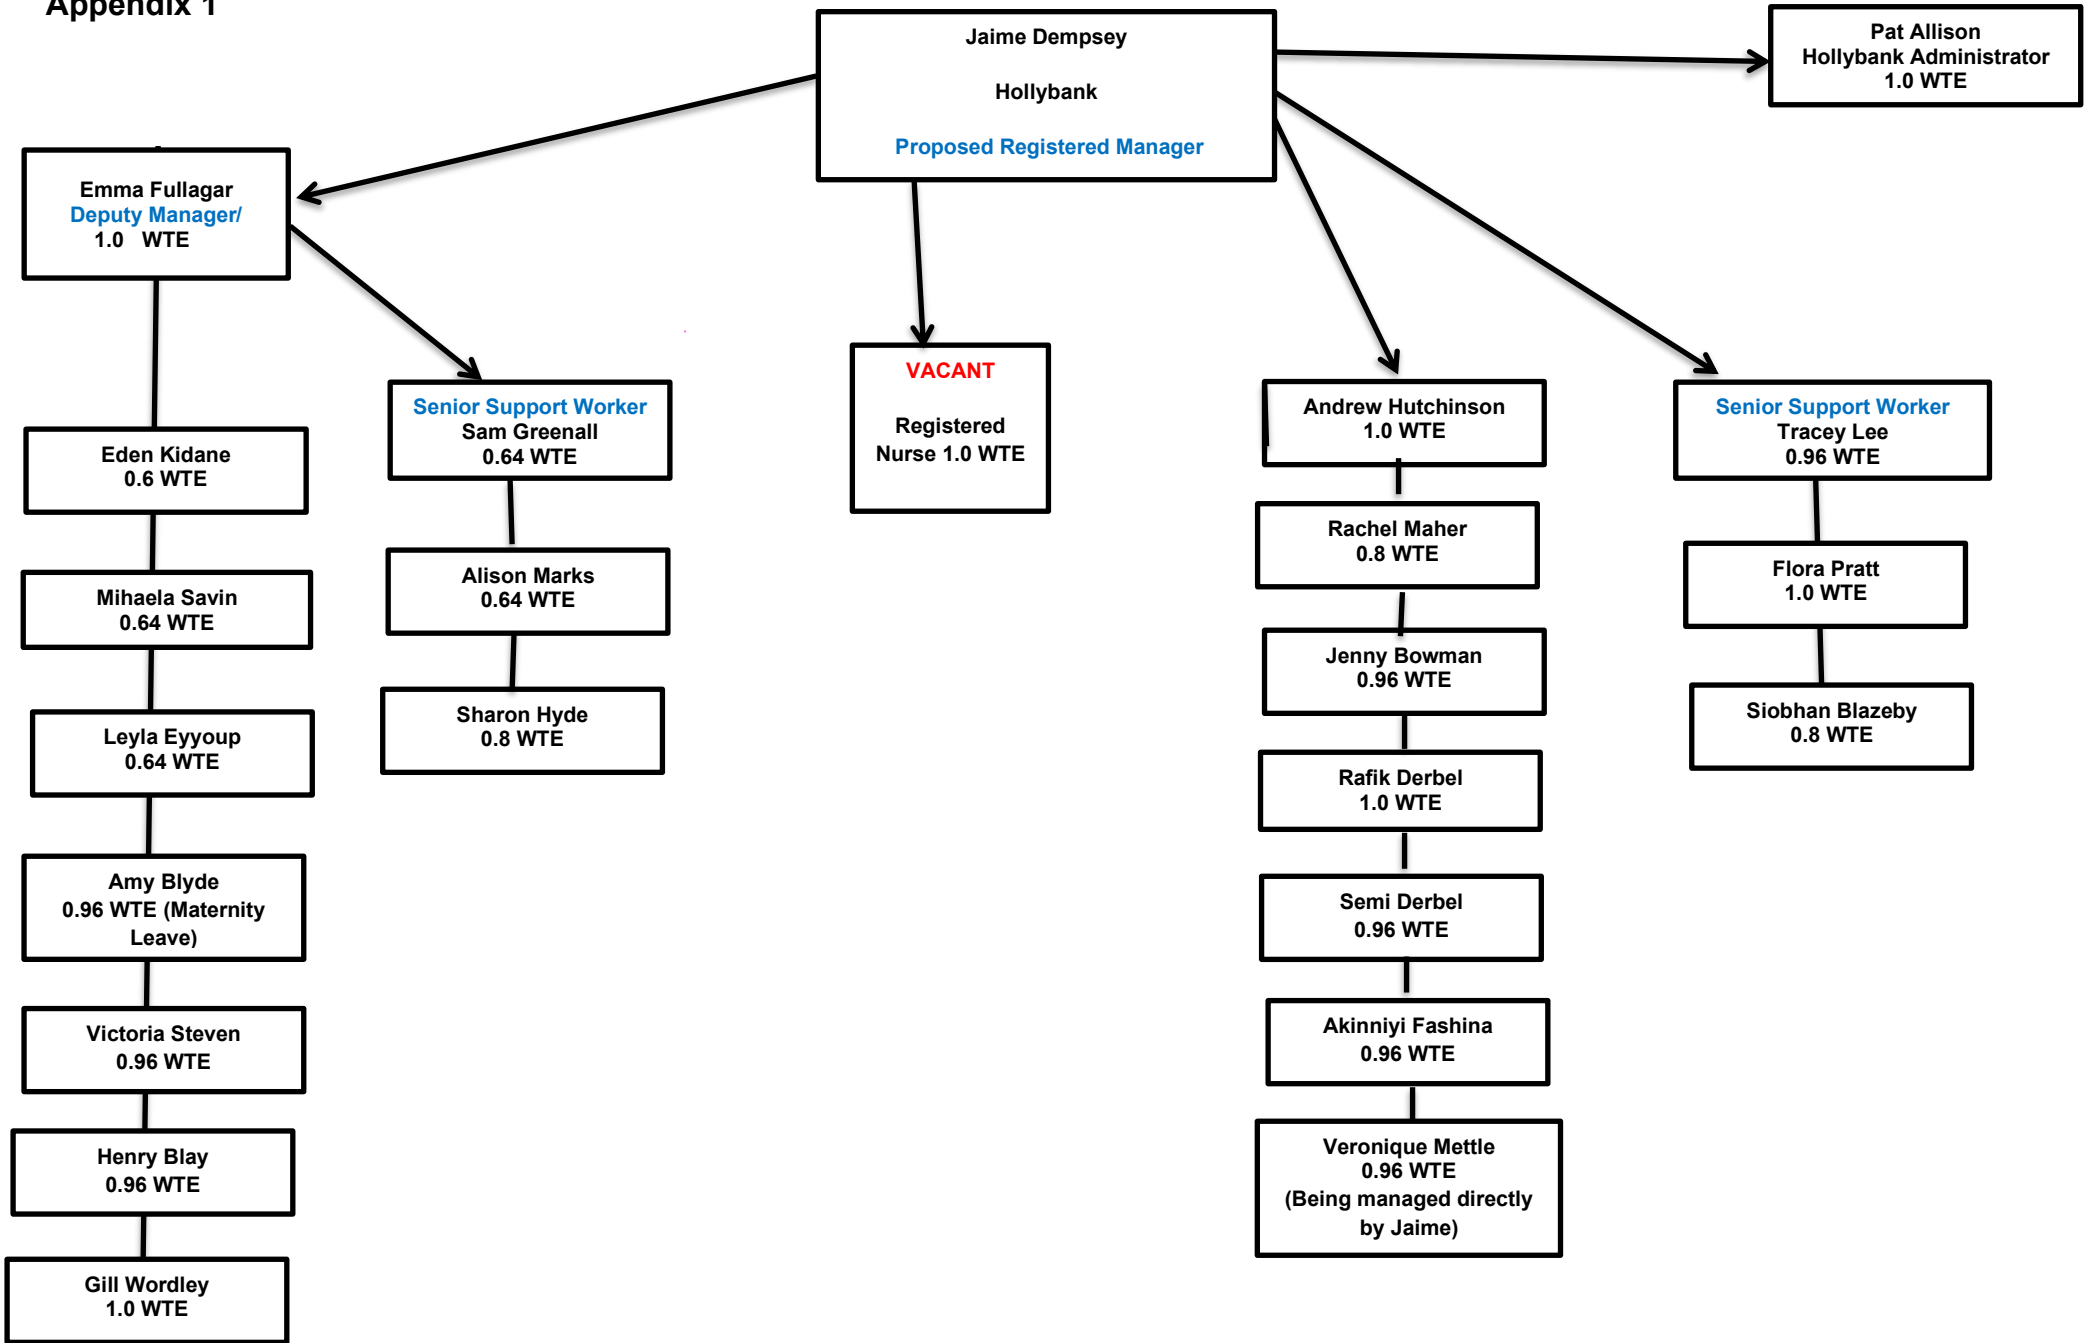 Appendix 1
Jaime Dempsey
Hollybank
Proposed Registered Manager
Pat Allison
Hollybank Administrator
1.0 WTE
Emma Fullagar
Deputy Manager/
1.0 WTE
Eden Kidane
0.6 WTE
Mihaela Savin
0.64 WTE
Leyla Eyyoup
0.64 WTE
Amy Blyde
0.96 WTE (Maternity
Leave)
Victoria Steven
0.96 WTE
Henry Blay
0.96 WTE
Gill Wordley
1.0 WTE
Senior Support Worker
Sam Greenall
0.64 WTE
Alison Marks
0.64 WTE
Sharon Hyde
0.8 WTE
VACANT
Registered
Nurse 1.0 WTE
Andrew Hutchinson
1.0 WTE
Rachel Maher
0.8 WTE
Jenny Bowman
0.96 WTE
Rafik Derbel
1.0 WTE
Semi Derbel
0.96 WTE
Akinniyi Fashina
0.96 WTE
Veronique Mettle
0.96 WTE
(Being managed directly
by Jaime)
Senior Support Worker
Tracey Lee
0.96 WTE
Flora Pratt
1.0 WTE
Siobhan Blazeby
0.8 WTE